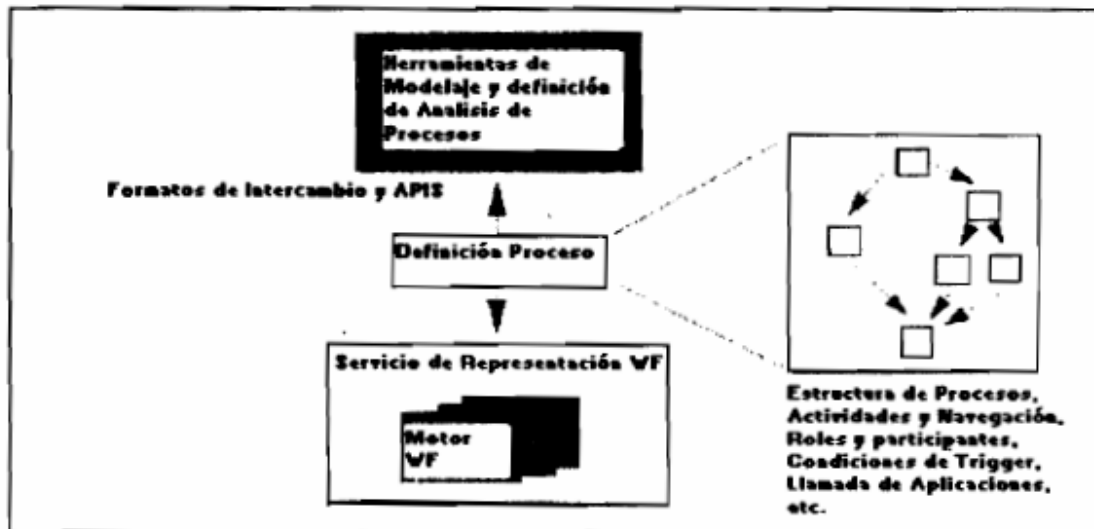 Herramientas de
Modelaje y definición
de Analisis de
Procesos
Formatos de Intercambio y APIS
Definición Proceso
Servicio de Representación WF
Motor
WF
Estructura de Procesos,
Actividades y Navegación,
Roles y participantes,
Condiciones de Trigger,
Llamada de Aplicaciones,
etc.